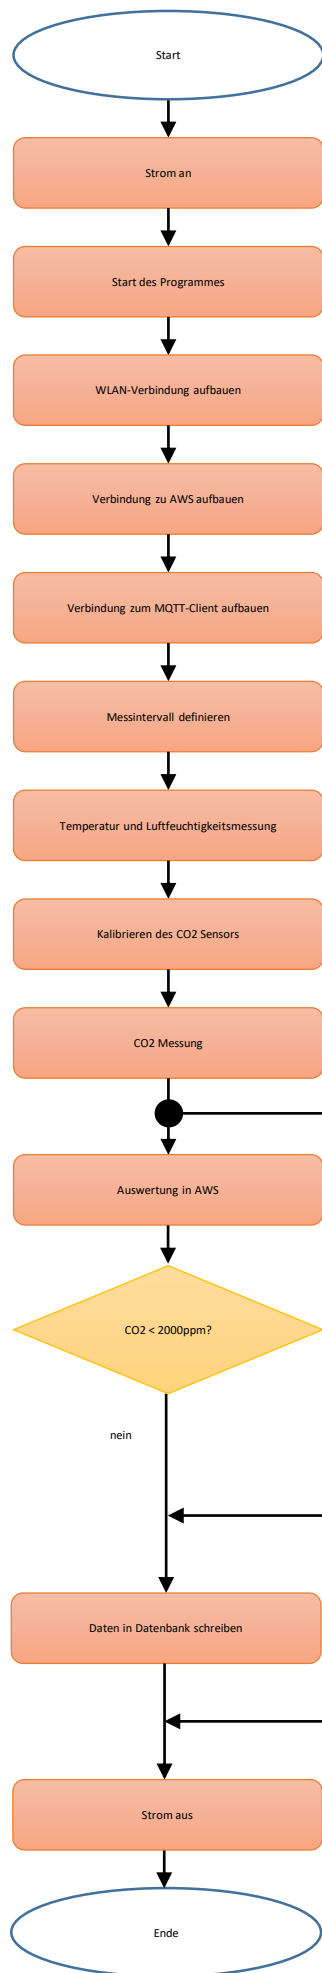 Start
Strom an
Start des Programmes
WLAN-Verbindung aufbauen
Verbindung zu AWS aufbauen
Verbindung zum MQTT-Client aufbauen
Messintervall definieren
Temperatur und Luftfeuchtigkeitsmessung
Kalibrieren des CO2 Sensors
CO2 Messung
Auswertung in AWS
CO2 < 2000ppm?
nein
Daten in Datenbank schreiben
Strom aus
Ende